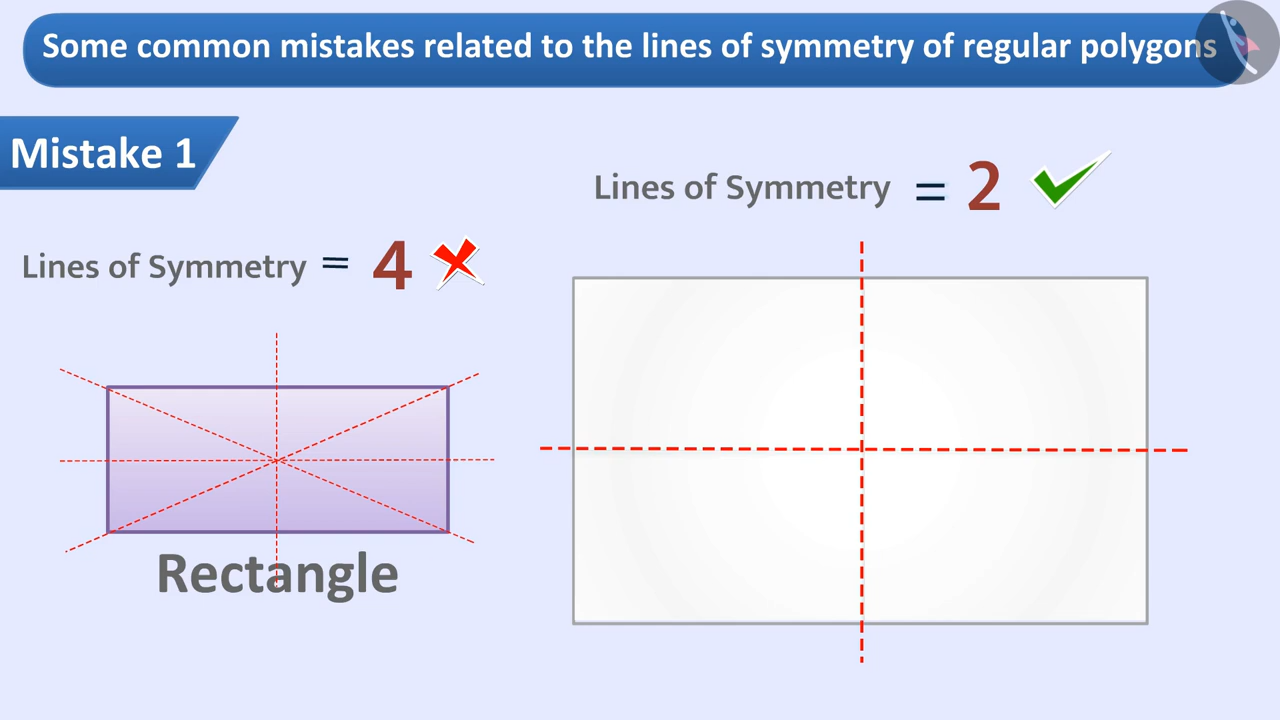 Some common mistakes related to the lines of symmetry of regular polygons
Mistake 1
Lines of Symmetry = 2
Lines of Symmetry = 4
Rectangle